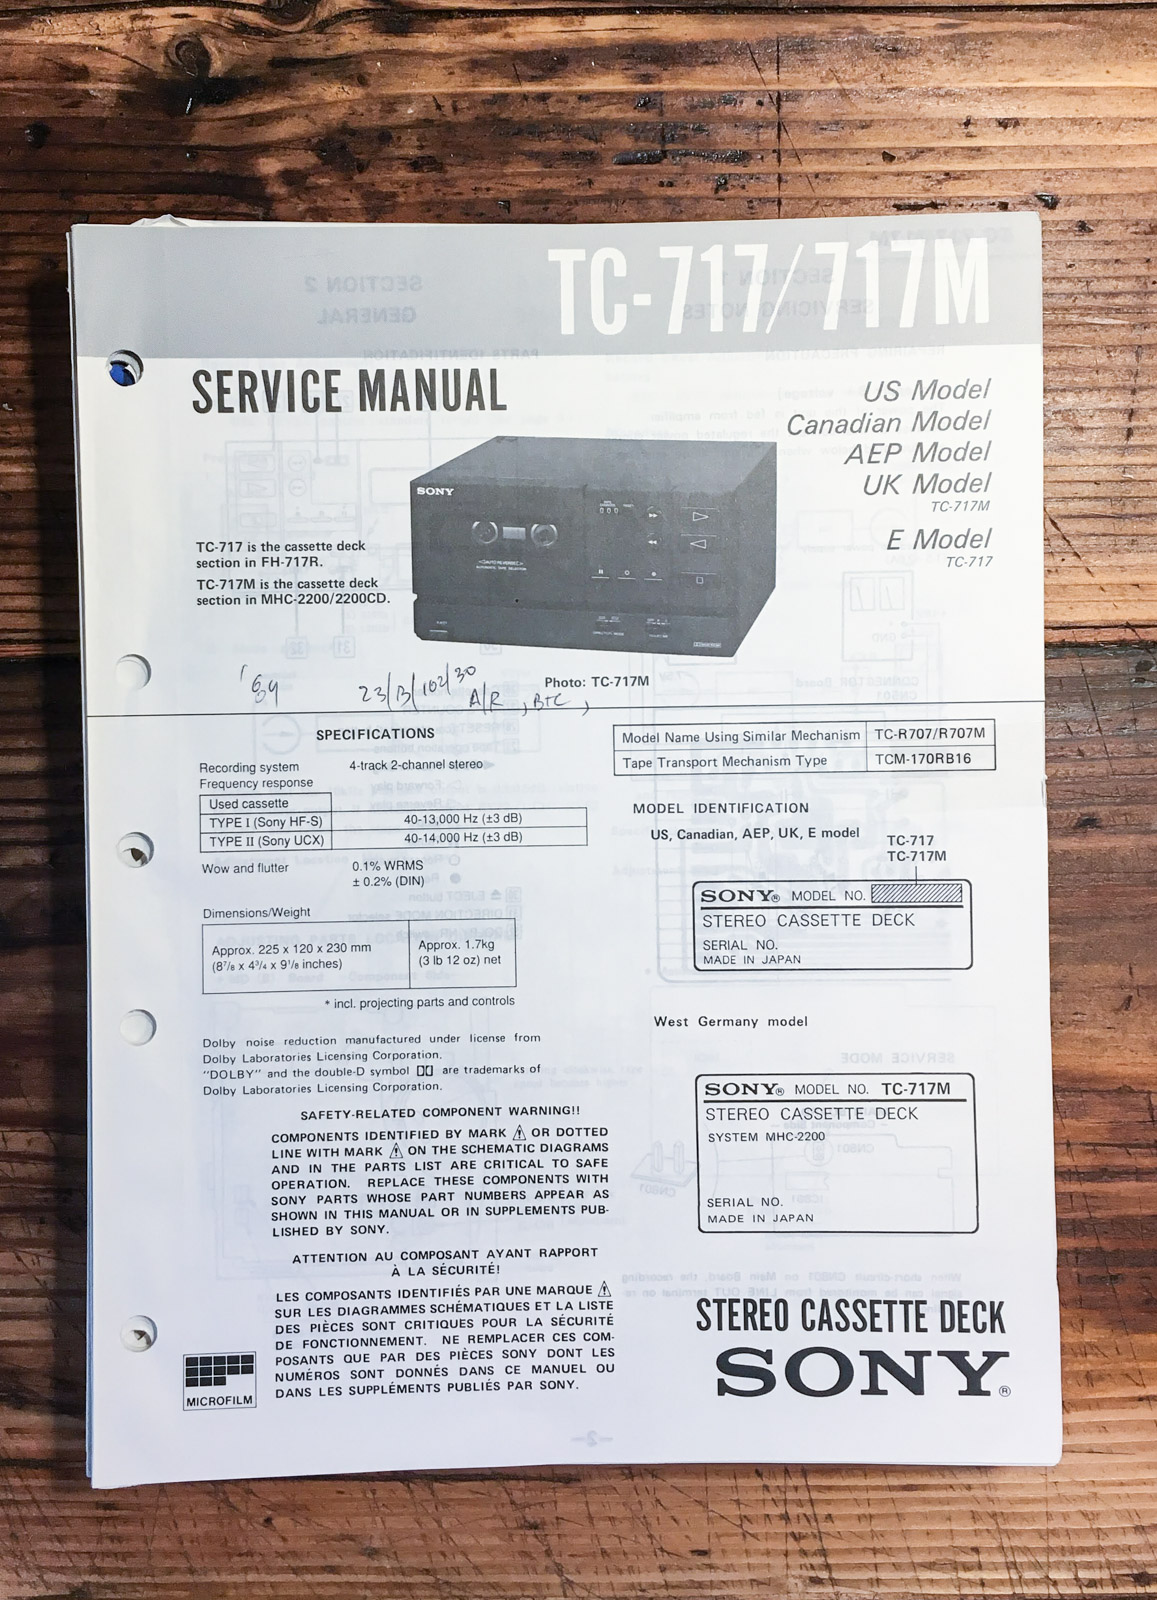 TC-717/717M
SERVICE MANUAL
US Model
Canadian Model
AEP Model
UK Model
TC-717M
E Model
TC-717
SONY
TC-717 is the cassette deck
section in FH-717R.
TC-717M is the cassette deck
section in MHC-2200/2200CD.
Photo: TC-717M
23/B/102/30
A/R, BTC,
SPECIFICATIONS
Recording system 4-track 2-channel stereo
Frequency response
Used cassette
TYPE I (Sony HF-S) 40-13,000 Hz (±3 dB)
TYPE II (Sony UCX) 40-14,000 Hz (±3 dB)
Wow and flutter 0.1% WRMS
± 0.2% (DIN)
Dimensions/Weight
Approx. 225 x 120 x 230 mm
(8⁷/₈ x 4³/₄ x 9¹/₈ inches)
Approx. 1.7kg
(3 lb 12 oz) net
* incl. projecting parts and controls
Dolby noise reduction manufactured under license from
Dolby Laboratories Licensing Corporation.
"DOLBY" and the double-D symbol are trademarks of
Dolby Laboratories Licensing Corporation.
SAFETY-RELATED COMPONENT WARNING!!
COMPONENTS IDENTIFIED BY MARK ⚠ OR DOTTED
LINE WITH MARK ⚠ ON THE SCHEMATIC DIAGRAMS
AND IN THE PARTS LIST ARE CRITICAL TO SAFE
OPERATION. REPLACE THESE COMPONENTS WITH
SONY PARTS WHOSE PART NUMBERS APPEAR AS
SHOWN IN THIS MANUAL OR IN SUPPLEMENTS PUB-
LISHED BY SONY.
ATTENTION AU COMPOSANT AYANT RAPPORT
À LA SÉCURITÉ!
LES COMPOSANTS IDENTIFIÉS PAR UNE MARQUE ⚠
SUR LES DIAGRAMMES SCHÉMATIQUES ET LA LISTE
DES PIÈCES SONT CRITIQUES POUR LA SÉCURITÉ
DE FONCTIONNEMENT. NE REMPLACER CES COM-
POSANTS QUE PAR DES PIÈCES SONY DONT LES
NUMÉROS SONT DONNÉS DANS CE MANUEL OU
DANS LES SUPPLÉMENTS PUBLIÉS PAR SONY.
MICROFILM
Model Name Using Similar Mechanism TC-R707/R707M
Tape Transport Mechanism Type TCM-170RB16
MODEL IDENTIFICATION
US, Canadian, AEP, UK, E model
TC-717
TC-717M
SONY® MODEL NO.
STEREO CASSETTE DECK
SERIAL NO.
MADE IN JAPAN
West Germany model
SONY® MODEL NO. TC-717M
STEREO CASSETTE DECK
SYSTEM MHC-2200
SERIAL NO.
MADE IN JAPAN
STEREO CASSETTE DECK
SONY®